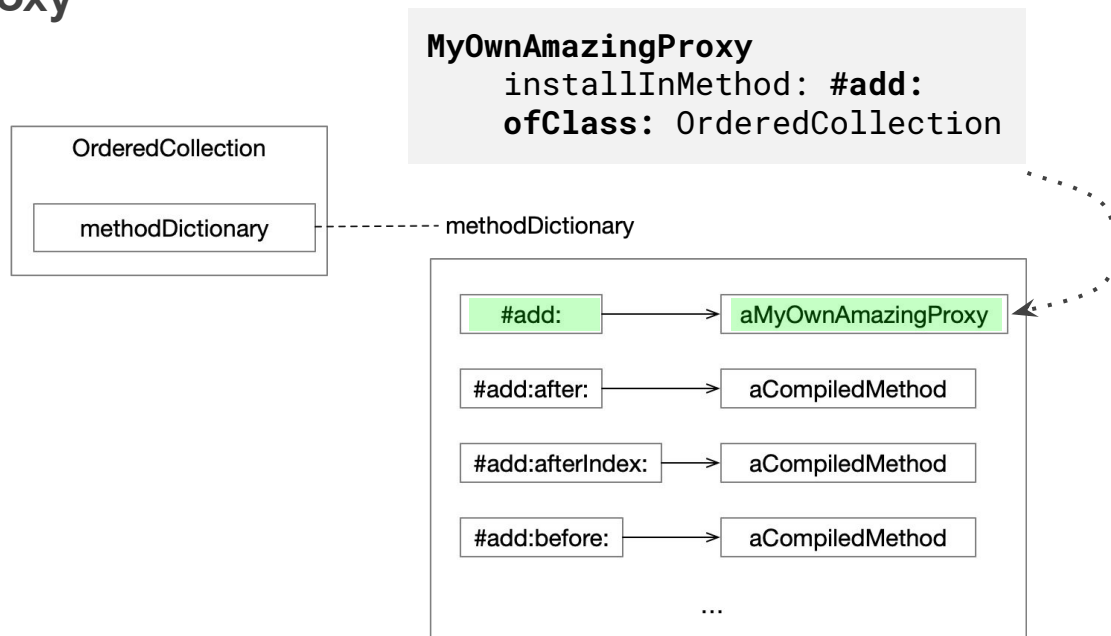 MyOwnAmazingProxy
installInMethod: #add:
ofClass: OrderedCollection
OrderedCollection
methodDictionary
methodDictionary
#add:
aMyOwnAmazingProxy
#add:after:
aCompiledMethod
#add:afterIndex:
aCompiledMethod
#add:before:
aCompiledMethod
...